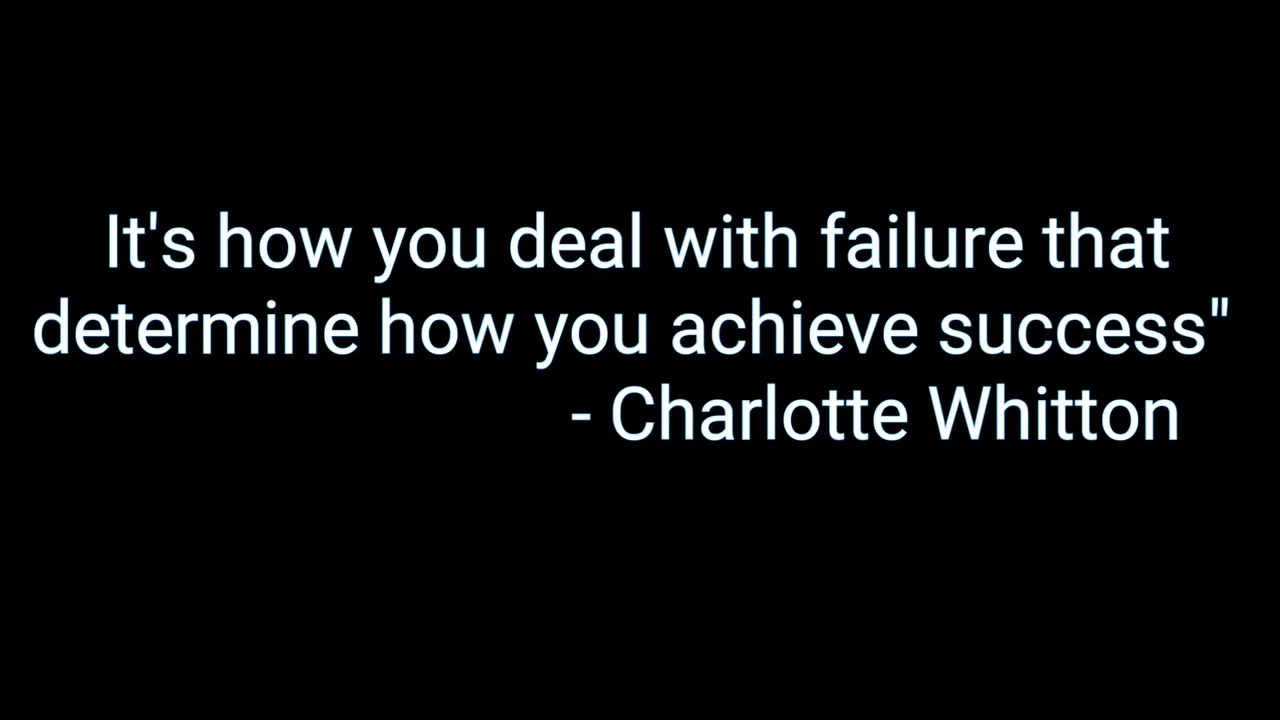 It's how you deal with failure that
determine how you achieve success"
- Charlotte Whitton